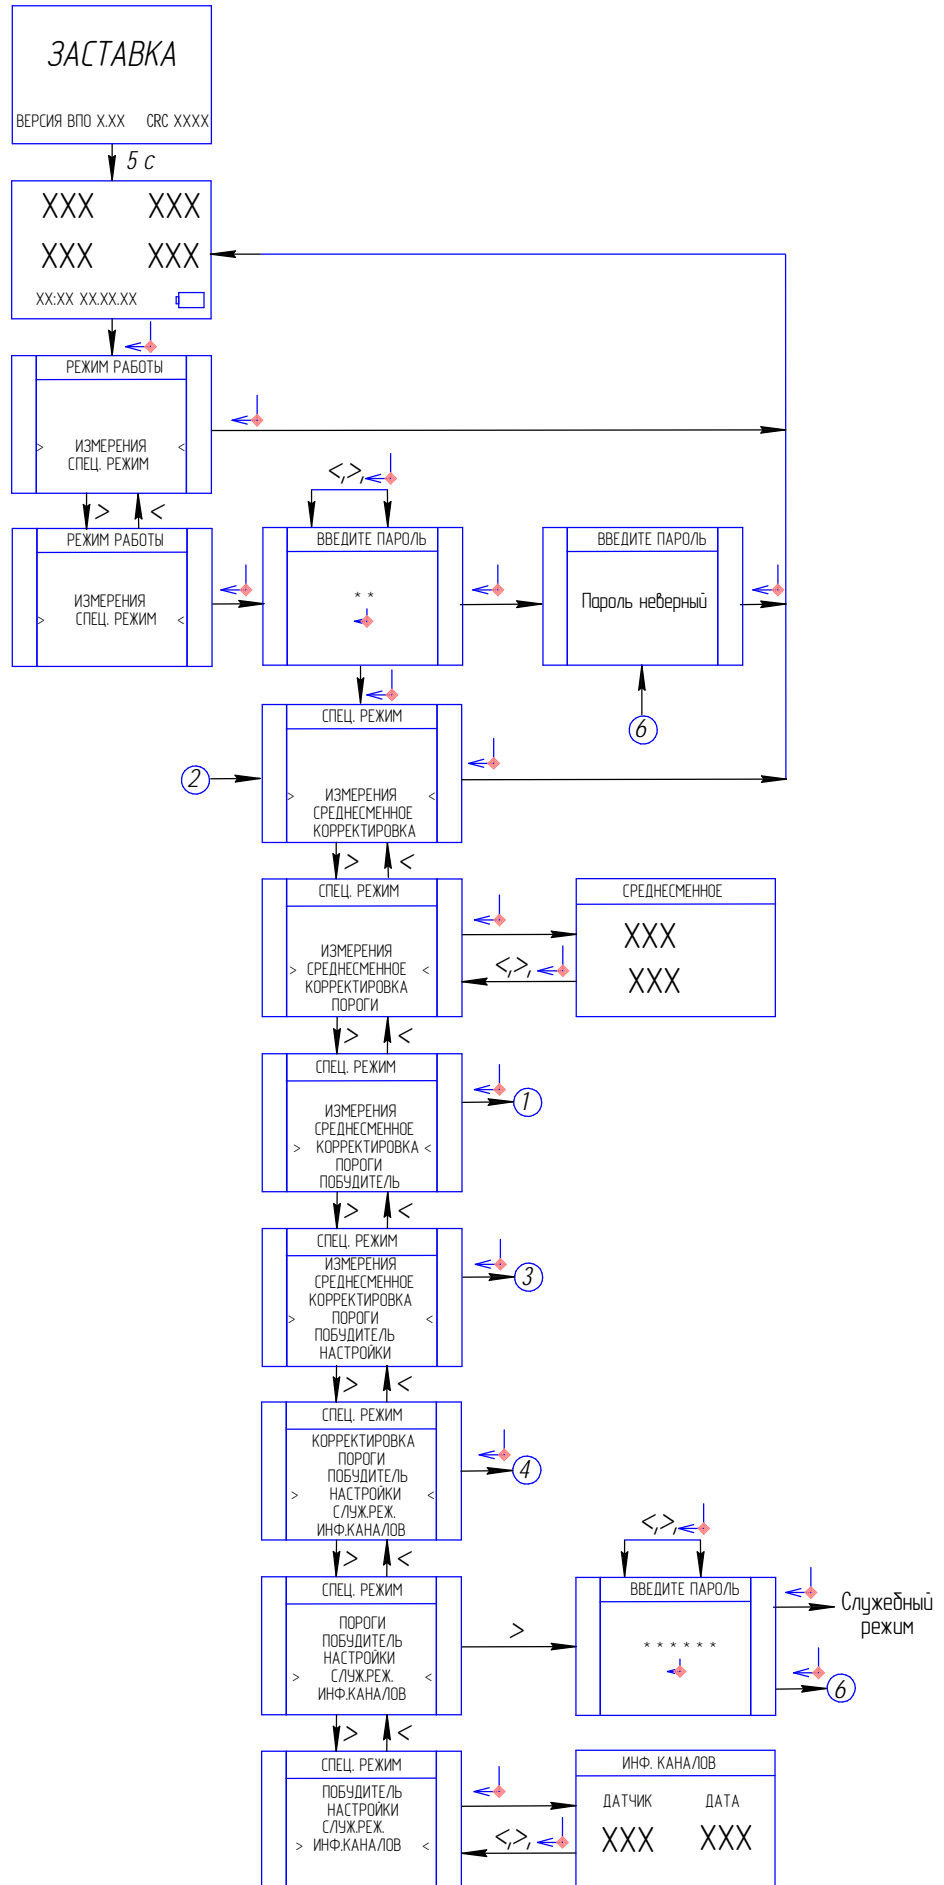 ЗАСТАВКА
ВЕРСИЯ ВПО X.XX CRC XXXX
5 с
XXX XXX
XXX XXX
XX:XX XX.XX.XX
РЕЖИМ РАБОТЫ
> ИЗМЕРЕНИЯ <
СПЕЦ. РЕЖИМ
> <
РЕЖИМ РАБОТЫ
ИЗМЕРЕНИЯ
> СПЕЦ. РЕЖИМ <
<,>,
ВВЕДИТЕ ПАРОЛЬ
* *
ВВЕДИТЕ ПАРОЛЬ
Пароль неверный
6
2
СПЕЦ. РЕЖИМ
> ИЗМЕРЕНИЯ <
СРЕДНЕСМЕННОЕ
КОРРЕКТИРОВКА
> <
СПЕЦ. РЕЖИМ
ИЗМЕРЕНИЯ
> СРЕДНЕСМЕННОЕ <
КОРРЕКТИРОВКА
ПОРОГИ
<,>,
СРЕДНЕСМЕННОЕ
XXX
XXX
> <
СПЕЦ. РЕЖИМ
ИЗМЕРЕНИЯ
СРЕДНЕСМЕННОЕ
> КОРРЕКТИРОВКА <
ПОРОГИ
ПОБУДИТЕЛЬ
1
> <
СПЕЦ. РЕЖИМ
ИЗМЕРЕНИЯ
СРЕДНЕСМЕННОЕ
КОРРЕКТИРОВКА
> ПОРОГИ <
ПОБУДИТЕЛЬ
НАСТРОЙКИ
3
> <
СПЕЦ. РЕЖИМ
КОРРЕКТИРОВКА
ПОРОГИ
ПОБУДИТЕЛЬ
> НАСТРОЙКИ <
СЛУЖ.РЕЖ.
ИНФ.КАНАЛОВ
4
> <
СПЕЦ. РЕЖИМ
ПОРОГИ
ПОБУДИТЕЛЬ
НАСТРОЙКИ
> СЛУЖ.РЕЖ. <
ИНФ.КАНАЛОВ
>
<,>,
ВВЕДИТЕ ПАРОЛЬ
* * * * * *
Служебный
режим
6
> <
СПЕЦ. РЕЖИМ
ПОБУДИТЕЛЬ
НАСТРОЙКИ
СЛУЖ.РЕЖ.
> ИНФ.КАНАЛОВ <
<,>,
ИНФ. КАНАЛОВ
ДАТЧИК ДАТА
XXX XXX